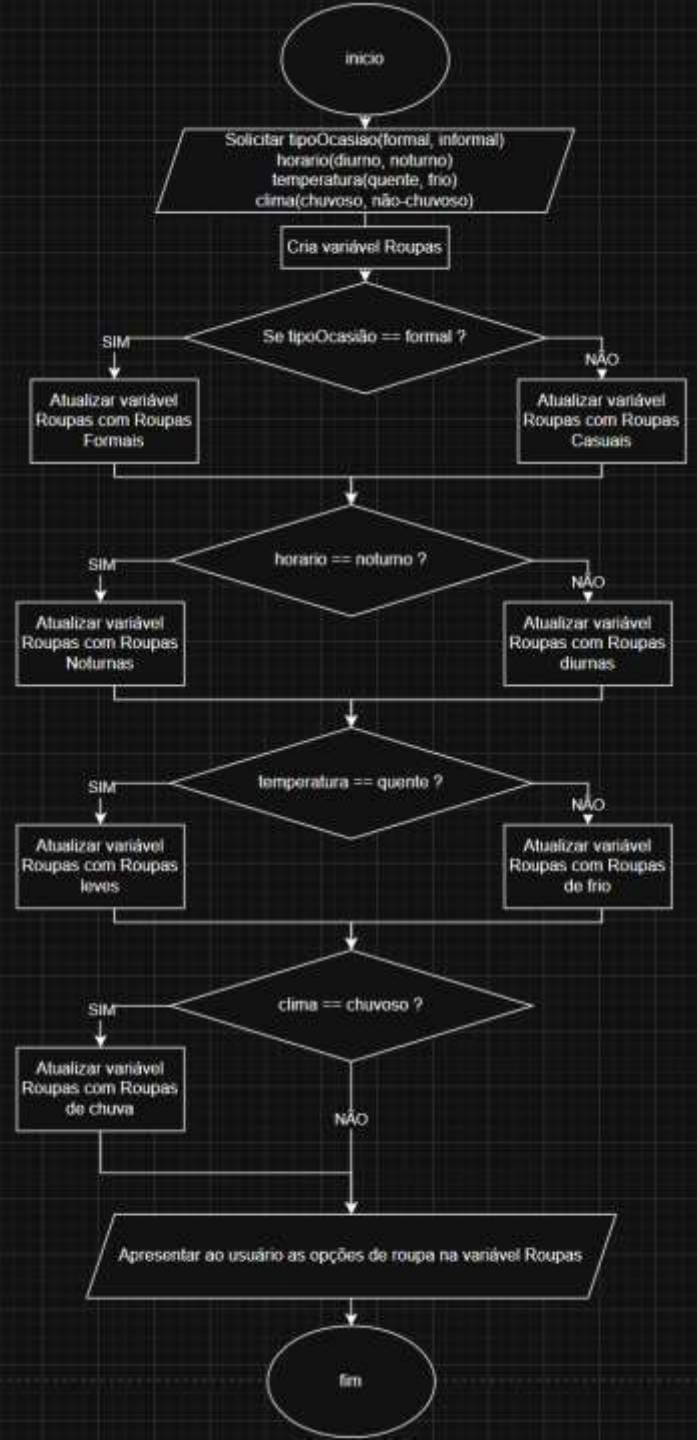 inicio
Solicitar tipoOcasiao(formal, informal)
horario(diurno, noturno)
temperatura(quente, frio)
clima(chuvoso, não-chuvoso)
Cria variável Roupas
Se tipoOcasião == formal ?
SIM
NÃO
Atualizar variável
Roupas com Roupas
Formais
Atualizar variável
Roupas com Roupas
Casuais
horario == noturno ?
SIM
NÃO
Atualizar variável
Roupas com Roupas
Noturnas
Atualizar variável
Roupas com Roupas
diurnas
temperatura == quente ?
SIM
NÃO
Atualizar variável
Roupas com Roupas
leves
Atualizar variável
Roupas com Roupas
de frio
clima == chuvoso ?
SIM
Atualizar variável
Roupas com Roupas
de chuva
NÃO
Apresentar ao usuário as opções de roupa na variável Roupas
fim